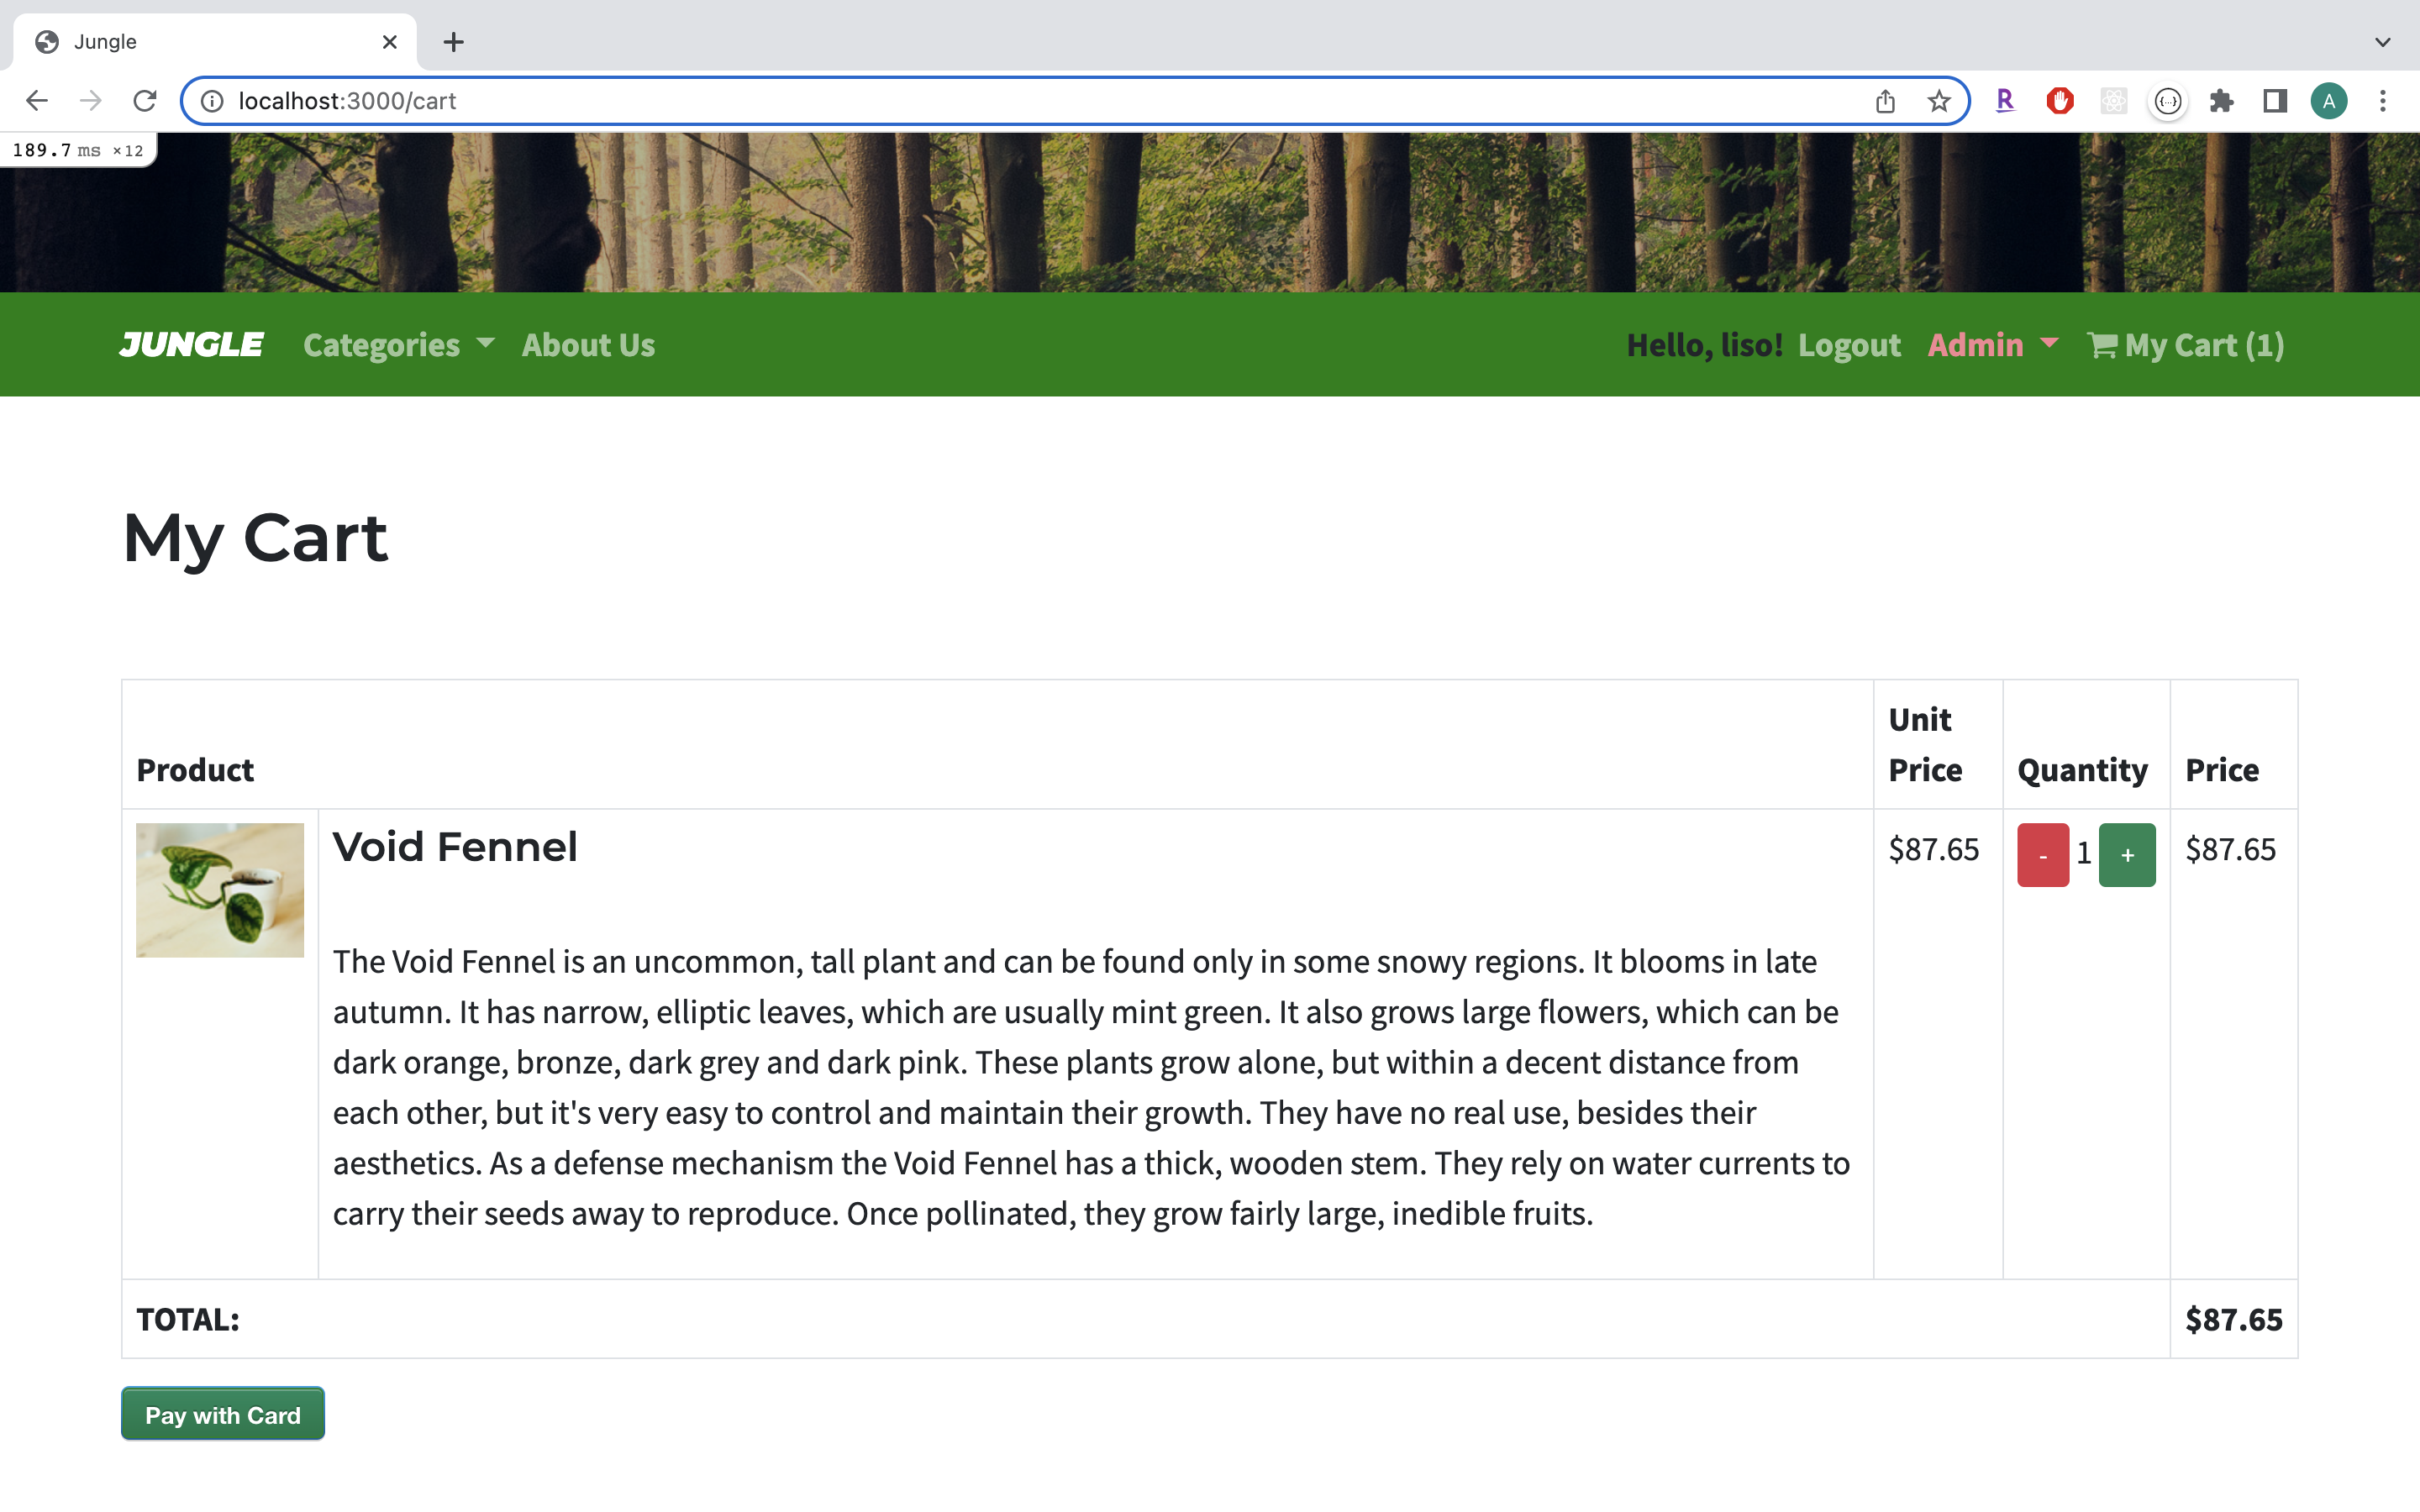 Jungle
localhost:3000/cart
R
A
189.7 ms ×12
JUNGLE Categories About Us Hello, liso! Logout Admin My Cart (1)
My Cart
Product Unit Price Quantity Price
Void Fennel $87.65 - 1 + $87.65
The Void Fennel is an uncommon, tall plant and can be found only in some snowy regions. It blooms in late
autumn. It has narrow, elliptic leaves, which are usually mint green. It also grows large flowers, which can be
dark orange, bronze, dark grey and dark pink. These plants grow alone, but within a decent distance from
each other, but it's very easy to control and maintain their growth. They have no real use, besides their
aesthetics. As a defense mechanism the Void Fennel has a thick, wooden stem. They rely on water currents to
carry their seeds away to reproduce. Once pollinated, they grow fairly large, inedible fruits.
TOTAL: $87.65
Pay with Card